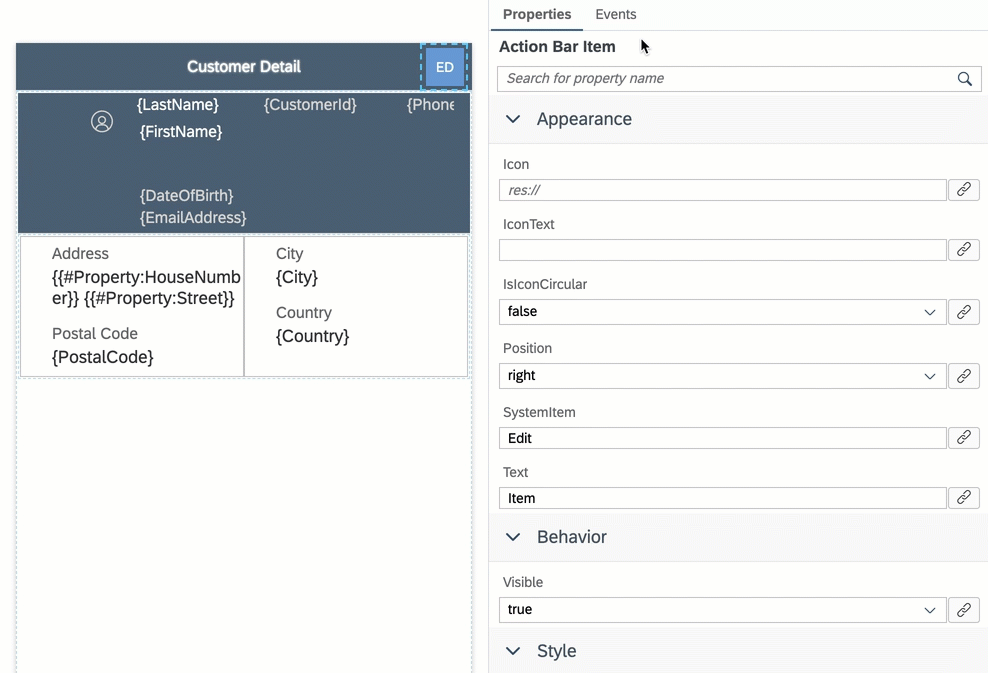 Customer Detail
ED
{LastName}
{CustomerId}
{Phone
{FirstName}
{DateOfBirth}
{EmailAddress}
Address
{{#Property:HouseNumb
er}} {{#Property:Street}}
Postal Code
{PostalCode}
City
{City}
Country
{Country}
Properties
Events
Action Bar Item
Search for property name
Appearance
Icon
res://
IconText
IsIconCircular
false
Position
right
SystemItem
Edit
Text
Item
Behavior
Visible
true
Style